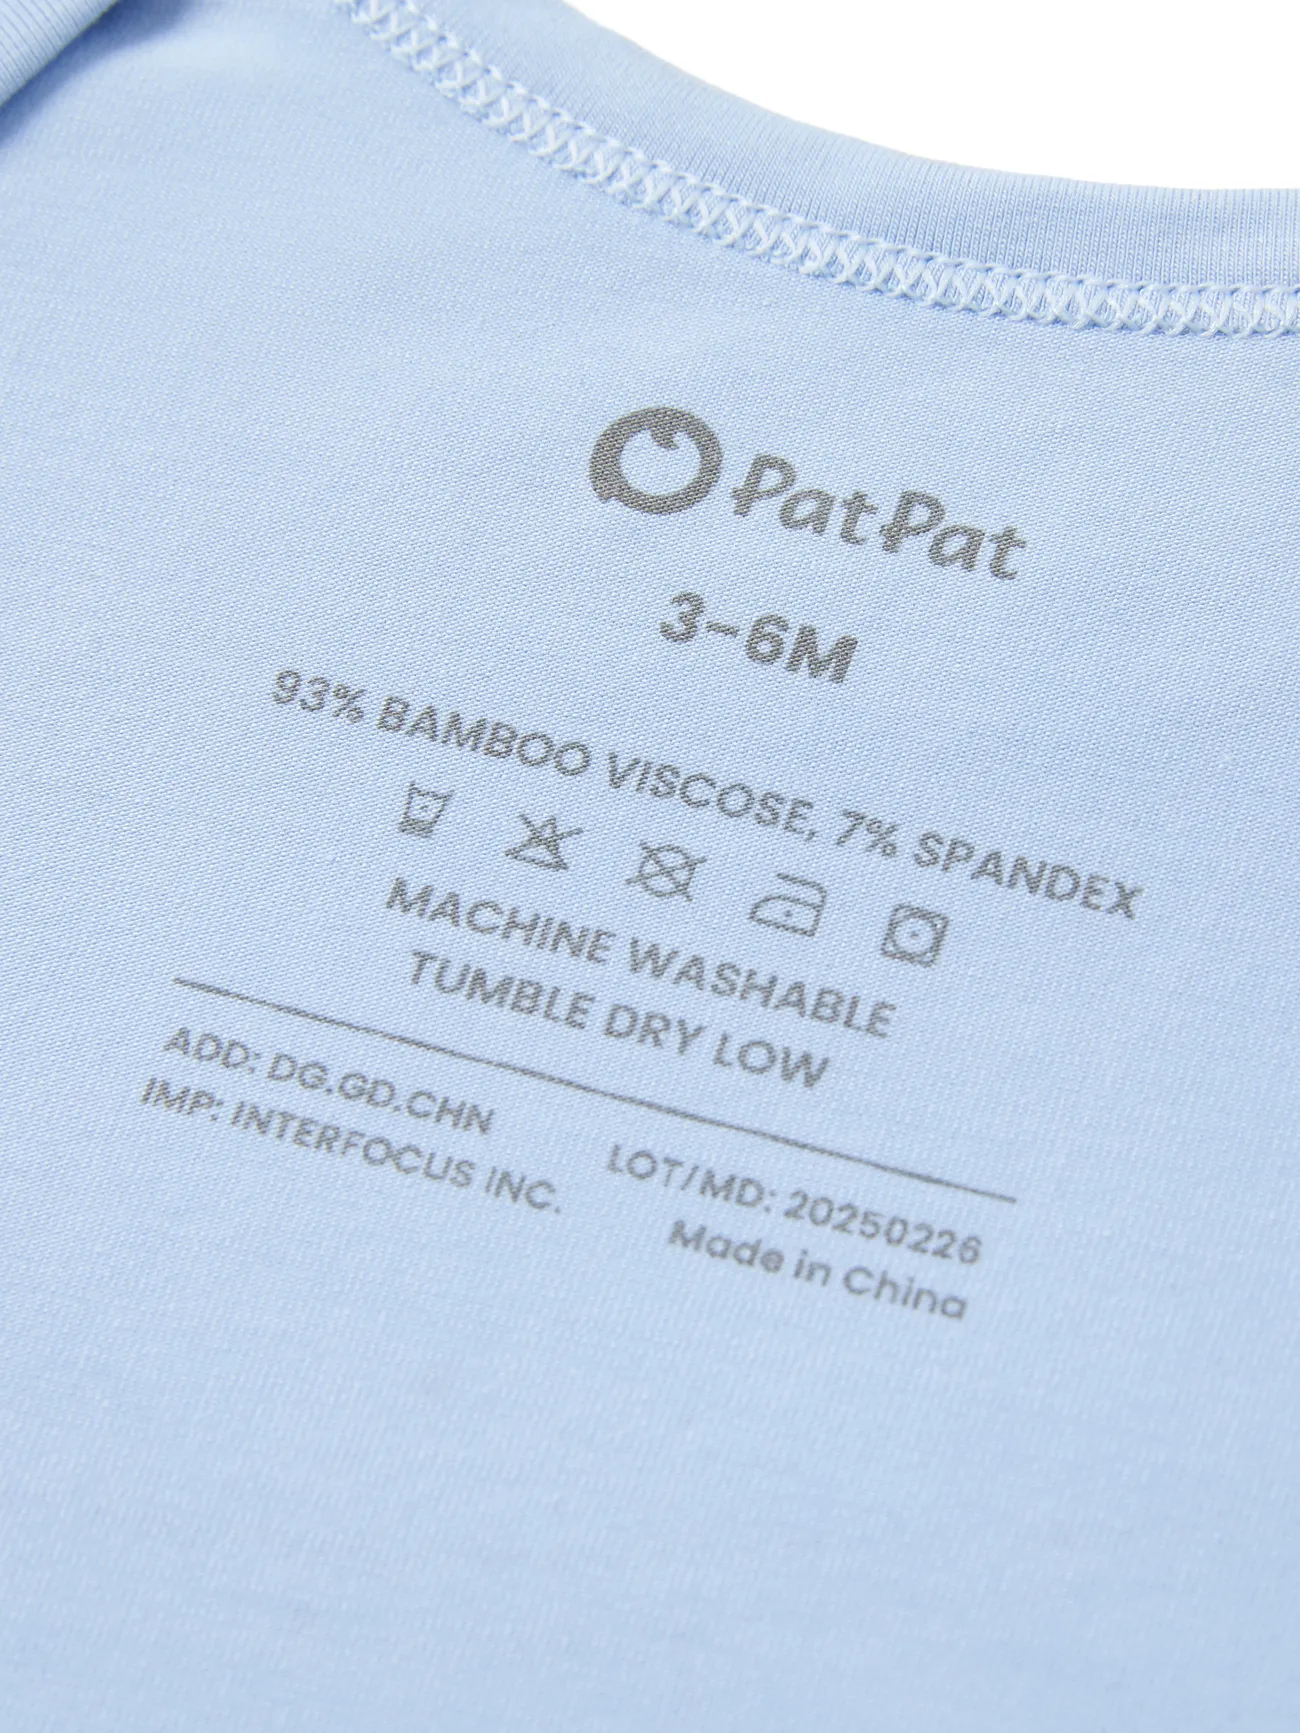 PatPat
3-6M
93% BAMBOO VISCOSE, 7% SPANDEX
MACHINE WASHABLE
TUMBLE DRY LOW
ADD: DG.GD.CHN
IMP: INTERFOCUS INC.
LOT/MD: 20250226
Made in China